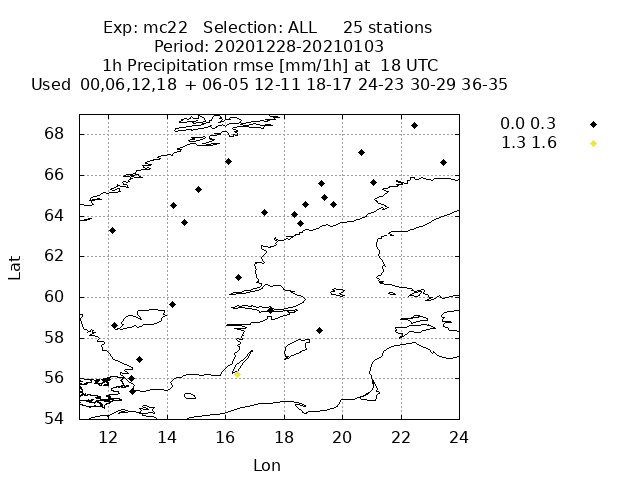 Exp: mc22 Selection: ALL 25 stations
Period: 20201228-20210103
1h Precipitation rmse [mm/1h] at 18 UTC
Used 00,06,12,18 + 06-05 12-11 18-17 24-23 30-29 36-35
0.0 0.3
1.3 1.6
68
66
64
62
60
58
56
54
Lat
12 14 16 18 20 22 24
Lon